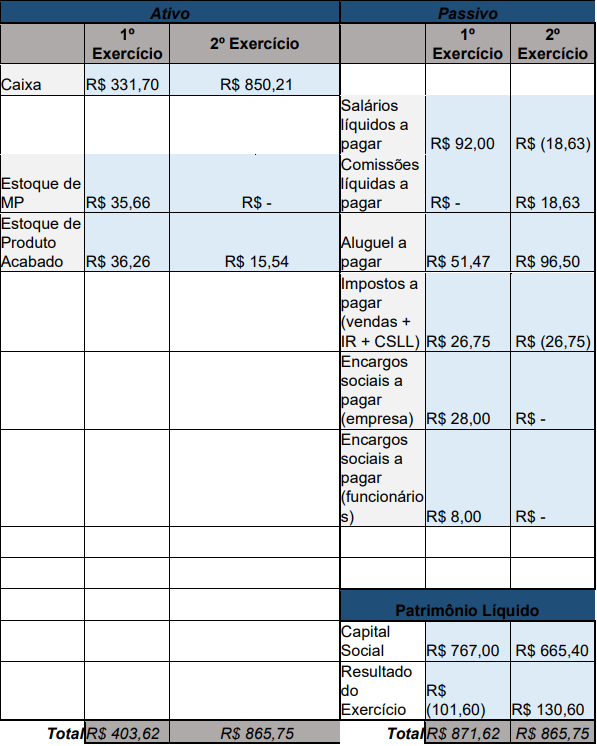 Ativo Passivo
1º Exercício 2º Exercício 1º Exercício 2º Exercício
Caixa R$ 331,70 R$ 850,21
Salários líquidos a pagar R$ 92,00 R$ (18,63)
Estoque de MP R$ 35,66 R$ - Comissões líquidas a pagar R$ - R$ 18,63
Estoque de Produto Acabado R$ 36,26 R$ 15,54 Aluguel a pagar R$ 51,47 R$ 96,50
Impostos a pagar (vendas + IR + CSLL) R$ 26,75 R$ (26,75)
Encargos sociais a pagar (empresa) R$ 28,00 R$ -
Encargos sociais a pagar (funcionários) R$ 8,00 R$ -
Patrimônio Líquido
Capital Social R$ 767,00 R$ 665,40
Resultado do Exercício R$ (101,60) R$ 130,60
Total R$ 403,62 R$ 865,75 Total R$ 871,62 R$ 865,75